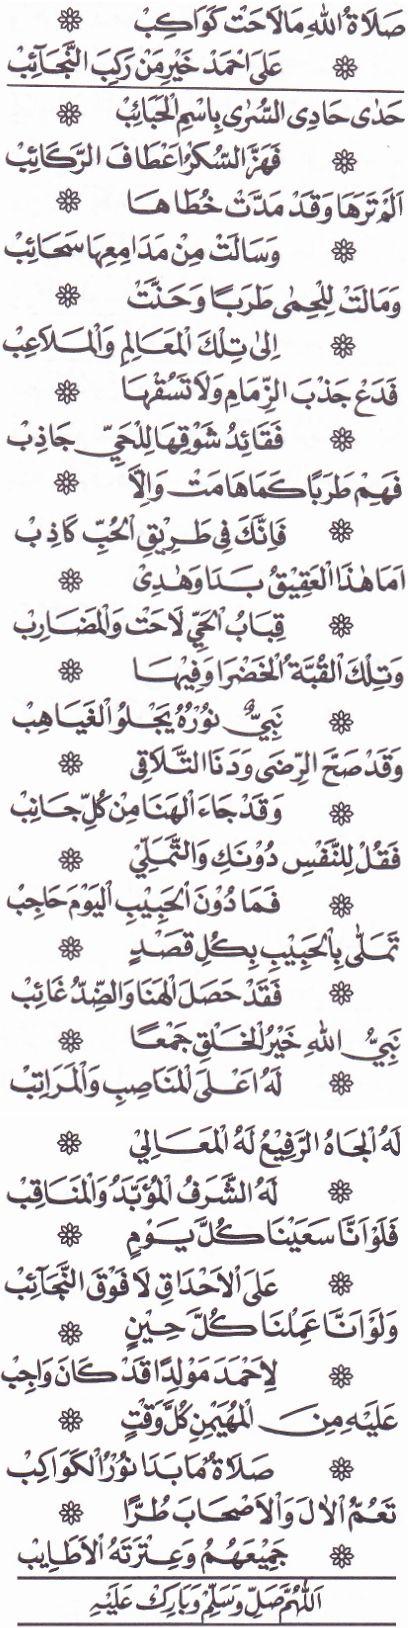 صَلَاةُ اللهِ مَا لَاحَتْ كَوَاكِبْ
عَلَى احْمَدْ خَيْرِ مَنْ رَكِبَ النَّجَآئِبْ
حَدٰى حَادِى السُّرٰى بِاسْمِ الْحَبَائِبْ
فَهَزَّ السُّكْرُ اَعْطَافَ الرَّكَائِبْ
اَلَمْ تَرَهَا وَقَدْ مَدَّتْ خُطَاهَا
وَسَالَتْ مِنْ مَدَامِعِهَا سَحَائِبْ
وَمَالَتْ لِلْحِمٰى طَرَبًا وَحَنَّتْ
اِلٰى تِلْكَ الْمَعَالِمِ وَالْمَلَاعِبْ
فَدَعْ جَذْبَ الزِّمَامِ وَلَا تَسُقْهَا
فَقَائِدُ شَوْقِهَا لِلْحَيِّ جَاذِبْ
فَهِمْ طَرَبًا كَمَا هَامَتْ وَاِلَّا
فَاِنَّكَ فِى طَرِيْقِ الْحُبِّ كَاذِبْ
اَمَا هٰذَا الْعَقِيْقُ بَدَا وَهٰذِىْ
قِبَابُ الْحَيِّ لَاحَتْ وَالْمَضَارِبْ
وَتِلْكَ الْقُبَّةُ الْخَضْرَا وَفِيْهَا
نَبِيٌّ نُوْرُهُ يَجْلُو الْغَيَاهِبْ
وَقَدْ صَحَّ الرِّضٰى وَدَنَا التَّلَاقِى
وَقَدْ جَاءَ الْهَنَا مِنْ كُلِّ جَانِبْ
فَقُلْ لِلنَّفْسِ دُوْنَكِ وَالتَّمَلِّيْ
فَمَا دُوْنَ الْحَبِيْبِ الْيَوْمَ حَاجِبْ
تَمَلّٰى بِالْحَبِيْبِ بِكُلِّ قَصْدٍ
فَقَدْ حَصَلَ الْهَنَا وَالضِّدُّ غَائِبْ
نَبِيُّ اللهِ خَيْرُ الْخَلْقِ جَمْعًا
لَهُ اَعْلَى الْمَنَاصِبِ وَالْمَرَاتِبْ
لَهُ الْجَاهُ الرَّفِيْعُ لَهُ الْمَعَالِيْ
لَهُ الشَّرَفُ الْمُؤَبَّدُ وَالْمَنَاقِبْ
فَلَوْ اَنَّا سَعَيْنَا كُلَّ يَوْمٍ
عَلَى الْاَحْدَاقِ لَا فَوْقَ النَّجَآئِبْ
وَلَوْ اَنَّا عَمِلْنَا كُلَّ حِيْنٍ
لِاَحْمَدَ مَوْلِدًا قَدْ كَانَ وَاجِبْ
عَلَيْهِ مِنَ الْمُهَيْمِنِ كُلَّ وَقْتٍ
صَلَاةٌ مَا بَدَا نُوْرُ الْكَوَاكِبْ
تَعُمُّ الْاٰلَ وَالْاَصْحَابَ طُرًّا
جَمِيْعَهُمُ وَعِتْرَتَهُ الْاَطَايِبْ
اَللّٰهُمَّ صَلِّ وَسَلِّمْ وَبَارِكْ عَلَيْهِ